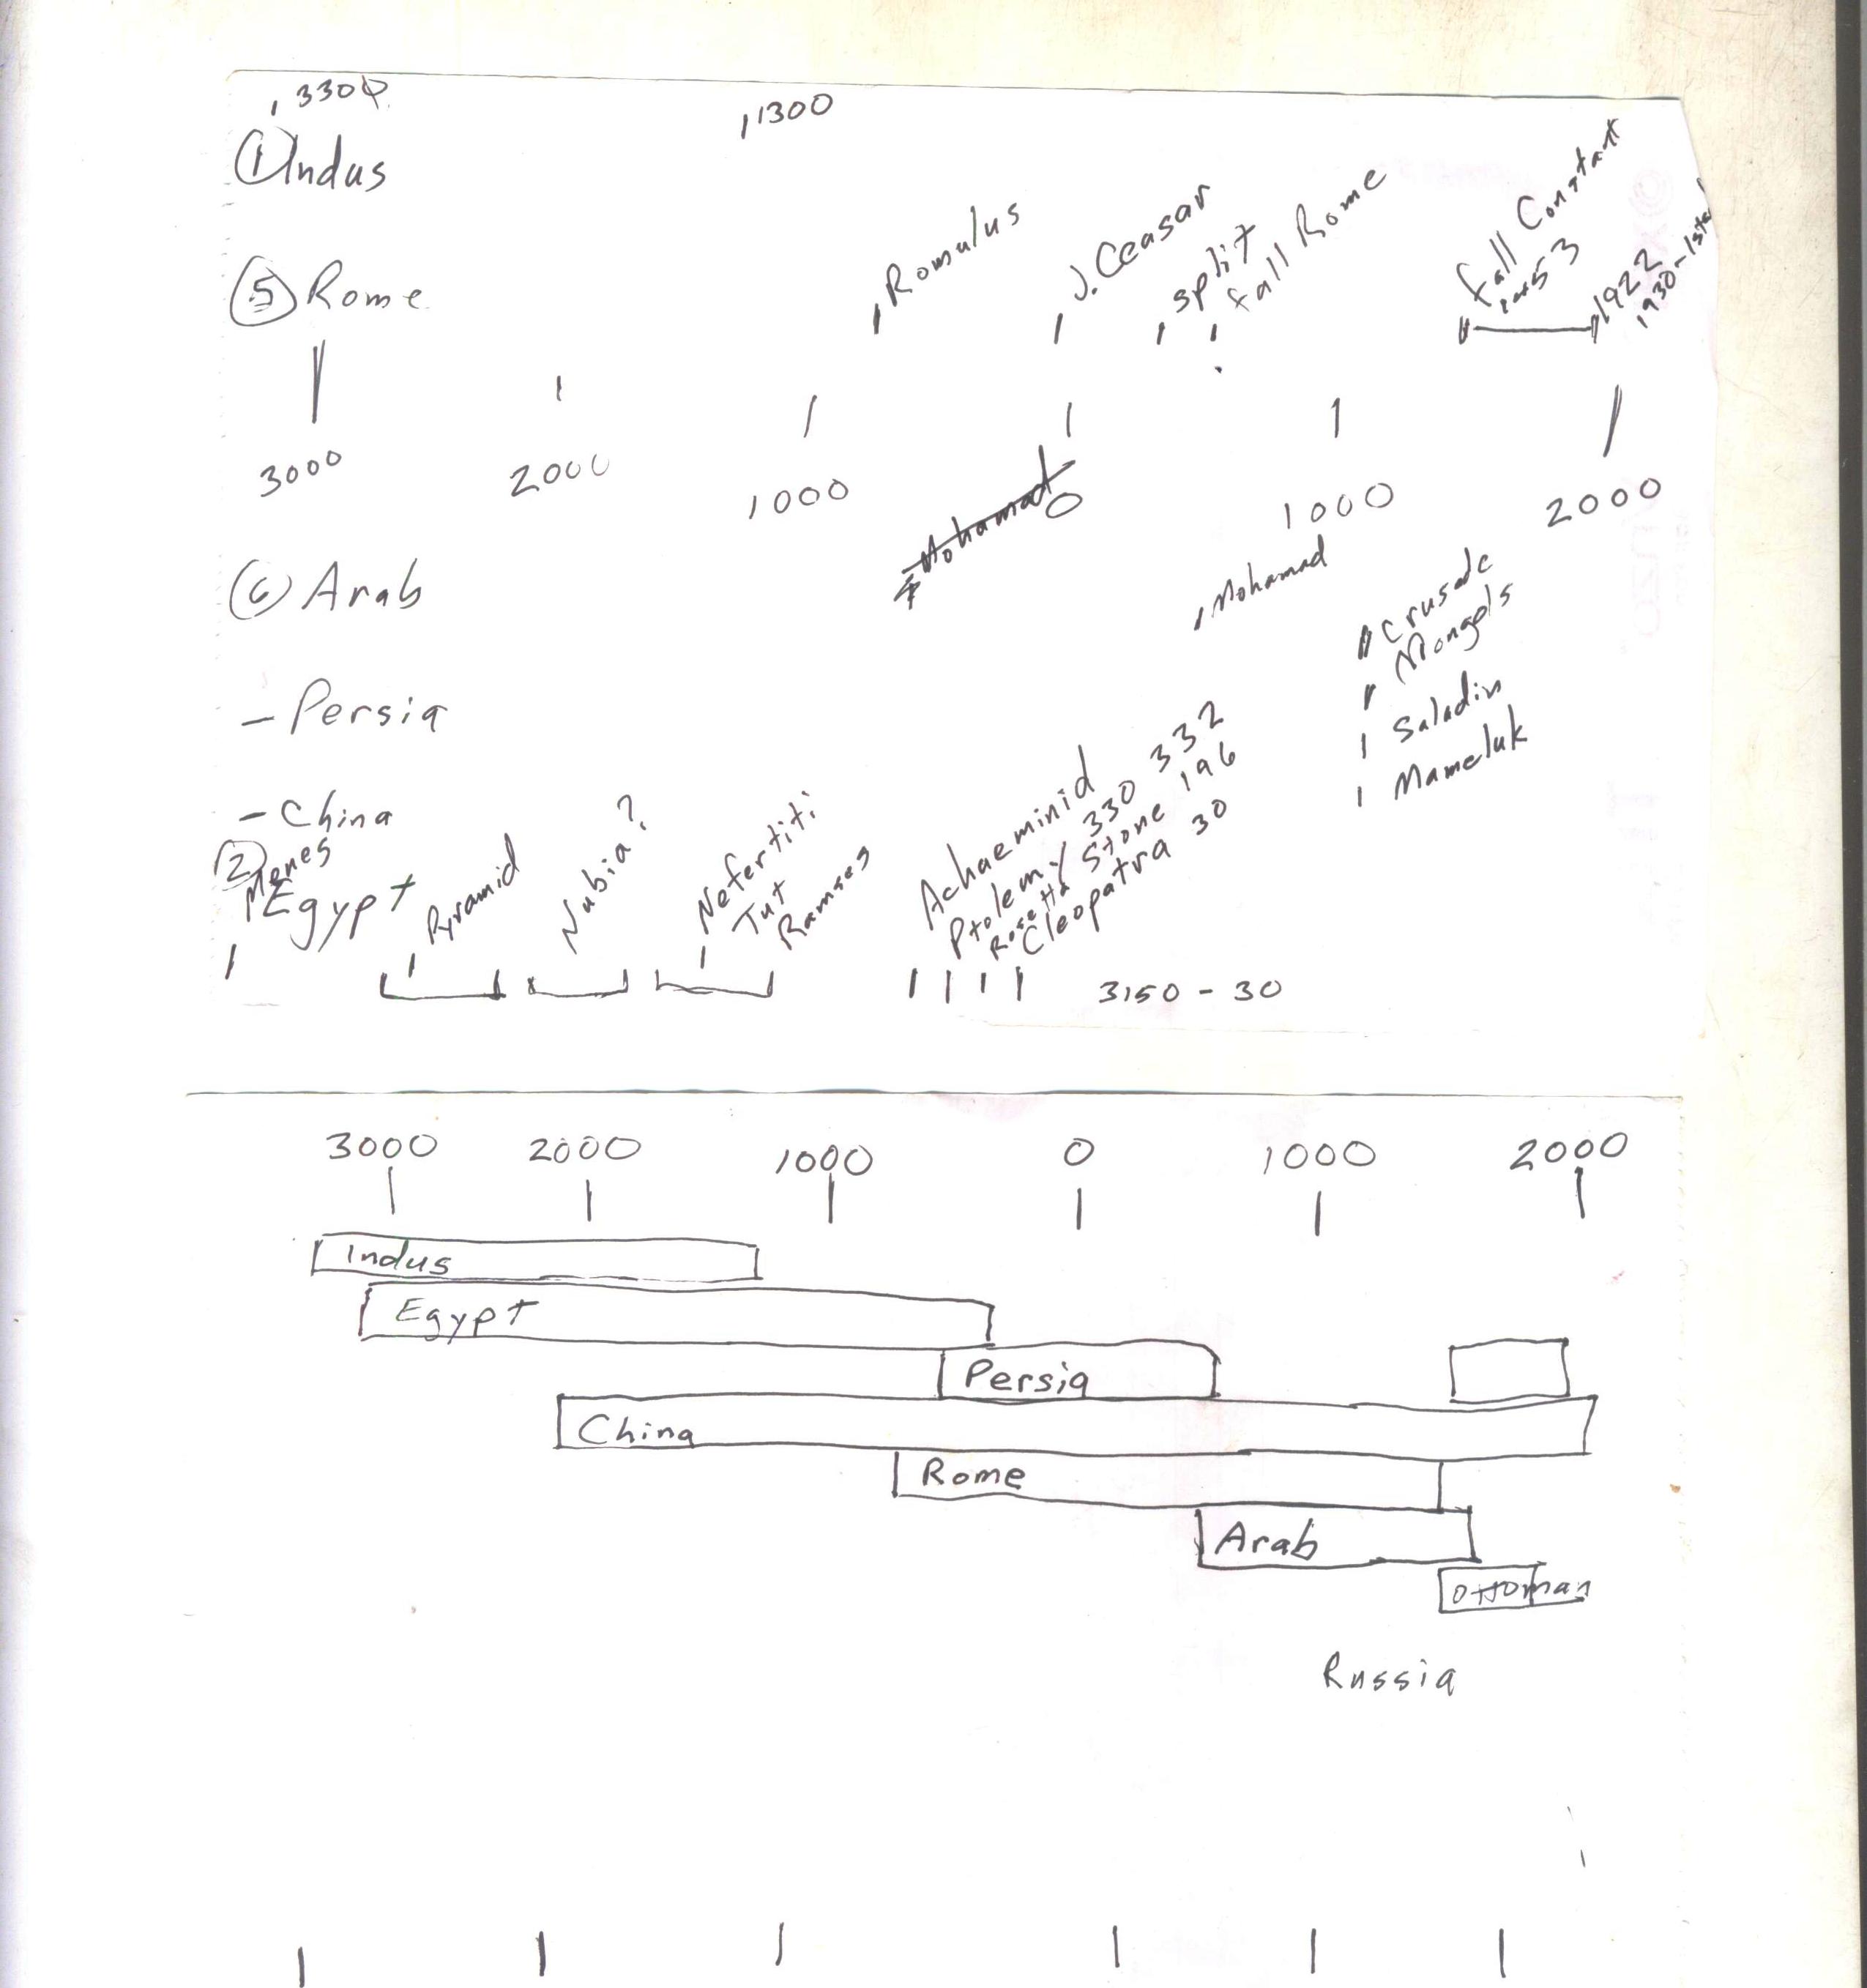 3300
1300
① Indus
Romulus
J. Ceasar
split
fall Rome
fall Constant
1453
1922
1930 - Ista
⑤ Rome
3000 2000 1000 0 1000 2000
Mohamad
⑥ Arab
Mohamad
Crusade
Mongols
Saladin
Mameluk
- Persia
- China
② Menes
Egypt
Pyramid
Nubia?
Nefertiti
Tut
Ramses
Achaeminid 332
Ptolemy 330
Rosetta Stone 196
Cleopatra 30
3150 - 30
3000 2000 1000 0 1000 2000
Indus
Egypt
Persia
China
Rome
Arab
Ottoman
Russia